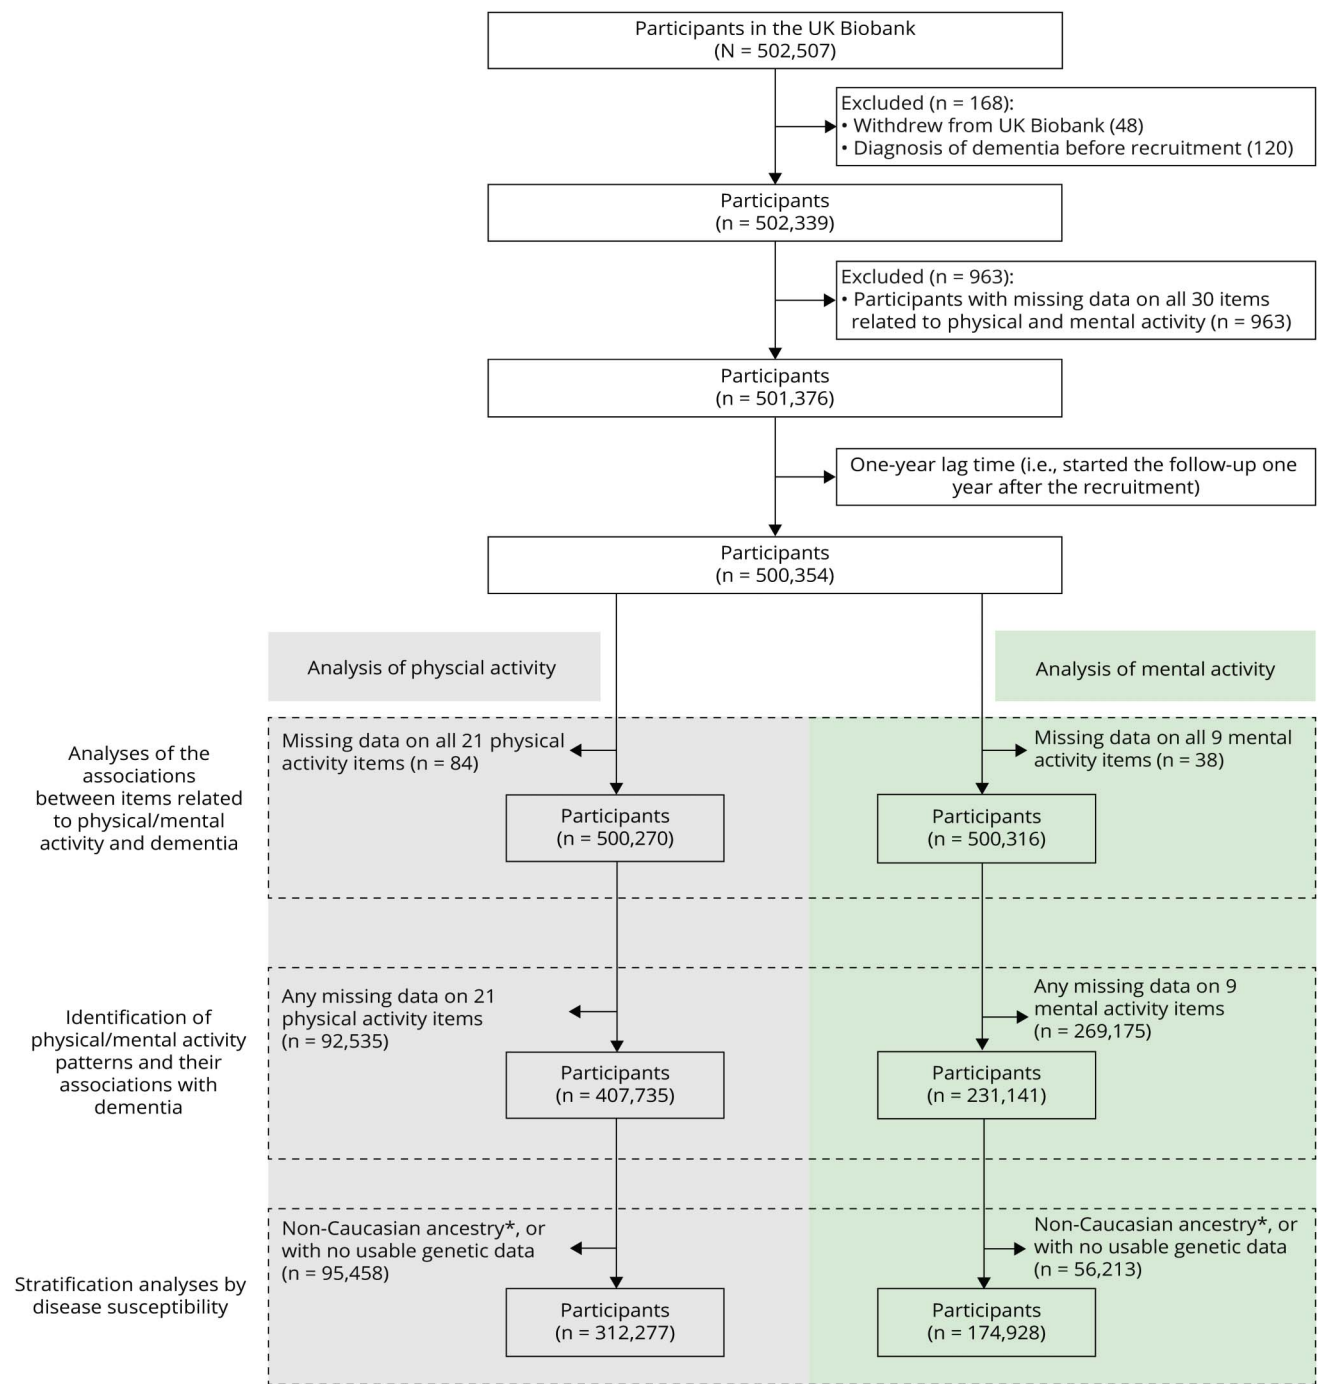 Participants in the UK Biobank
(N = 502,507)
Excluded (n = 168):
• Withdrew from UK Biobank (48)
• Diagnosis of dementia before recruitment (120)
Participants
(n = 502,339)
Excluded (n = 963):
• Participants with missing data on all 30 items
related to physical and mental activity (n = 963)
Participants
(n = 501,376)
One-year lag time (i.e., started the follow-up one
year after the recruitment)
Participants
(n = 500,354)
Analysis of physcial activity
Analysis of mental activity
Analyses of the
associations
between items related
to physical/mental
activity and dementia
Missing data on all 21 physical
activity items (n = 84)
Participants
(n = 500,270)
Missing data on all 9 mental
activity items (n = 38)
Participants
(n = 500,316)
Identification of
physical/mental activity
patterns and their
associations with
dementia
Any missing data on 21
physical activity items
(n = 92,535)
Participants
(n = 407,735)
Any missing data on 9
mental activity items
(n = 269,175)
Participants
(n = 231,141)
Stratification analyses by
disease susceptibility
Non-Caucasian ancestry*, or
with no usable genetic data
(n = 95,458)
Participants
(n = 312,277)
Non-Caucasian ancestry*, or
with no usable genetic data
(n = 56,213)
Participants
(n = 174,928)